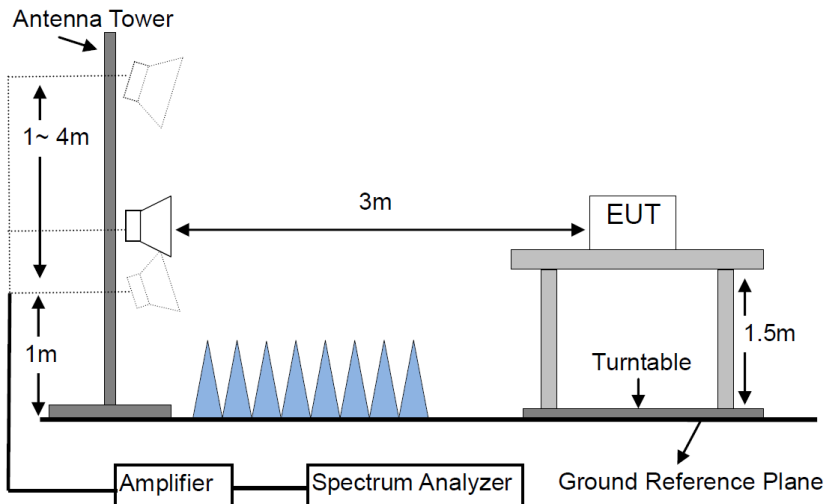 Antenna Tower
1~ 4m
3m
EUT
1m
1.5m
Turntable
Amplifier
Spectrum Analyzer
Ground Reference Plane